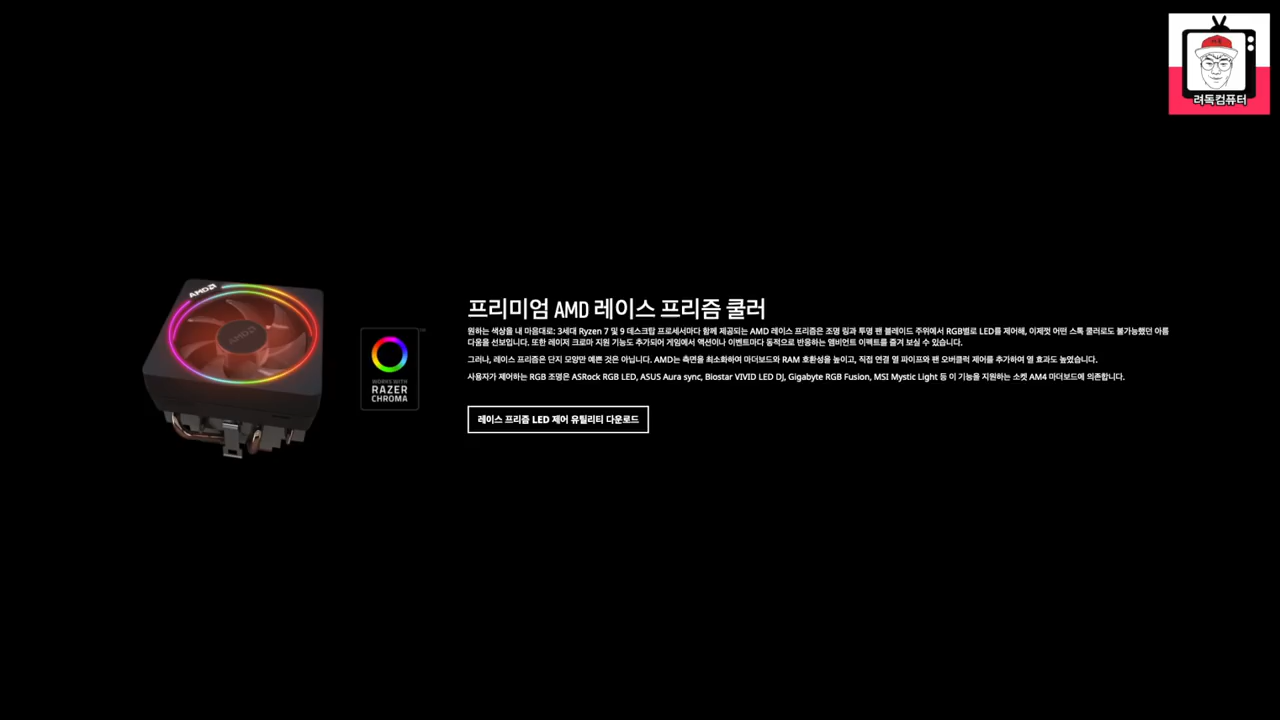 려독컴퓨터
AMD
AMD
프리미엄 AMD 레이스 프리즘 쿨러
원하는 색상을 내 마음대로: 3세대 Ryzen 7 및 9 데스크탑 프로세서마다 함께 제공되는 AMD 레이스 프리즘은 조명 링과 투명 팬 블레이드 주위에서 RGB별로 LED를 제어해, 이제껏 어떤 스톡 쿨러로도 불가능했던 아름
다움을 선보입니다. 또한 레이저 크로마 지원 기능도 추가되어 게임에서 액션이나 이벤트마다 동적으로 반응하는 앰비언트 이펙트를 즐겨 보실 수 있습니다.
그러나, 레이스 프리즘은 단지 모양만 예쁜 것은 아닙니다. AMD는 측면을 최소화하여 마더보드와 RAM 호환성을 높이고, 직접 연결 열 파이프와 팬 오버클럭 제어를 추가하여 열 효과도 높였습니다.
사용자가 제어하는 RGB 조명은 ASRock RGB LED, ASUS Aura sync, Biostar VIVID LED DJ, Gigabyte RGB Fusion, MSI Mystic Light 등 이 기능을 지원하는 소켓 AM4 마더보드에 의존합니다.
WORKS WITH
RAZER
CHROMA
레이스 프리즘 LED 제어 유틸리티 다운로드